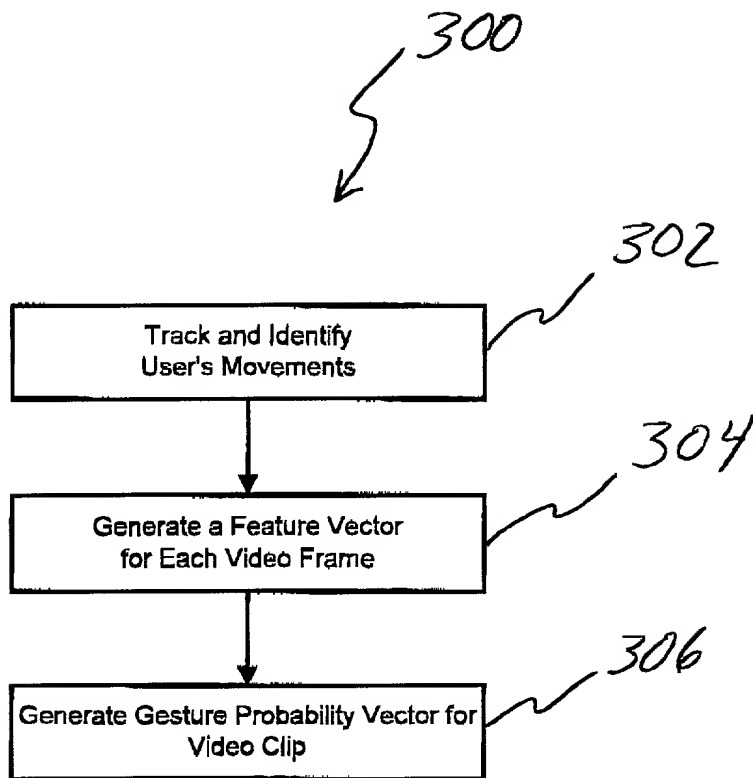 300
302
Track and Identify
User's Movements
304
Generate a Feature Vector
for Each Video Frame
306
Generate Gesture Probability Vector for
Video Clip